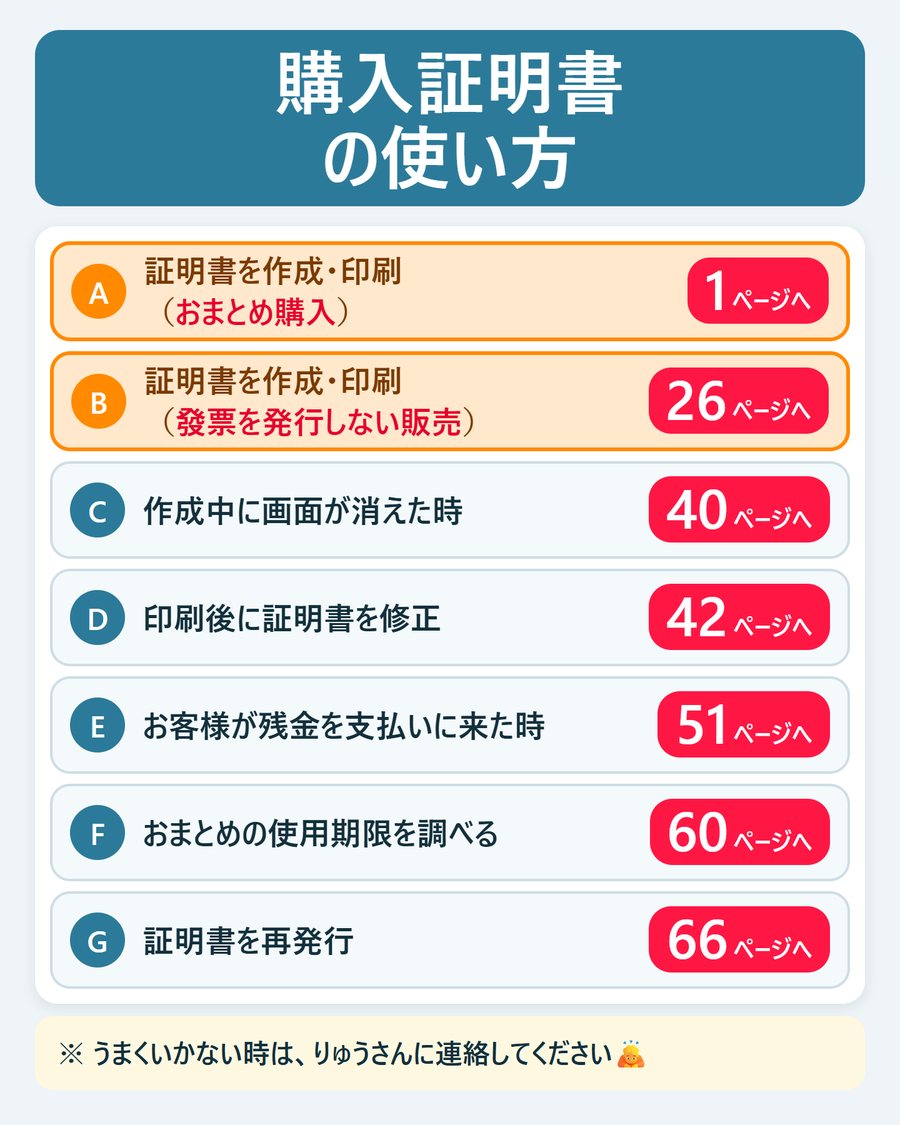 購入証明書
の使い方
A
証明書を作成・印刷
（おまとめ購入）
1ページへ
B
証明書を作成・印刷
（發票を発行しない販売）
26ページへ
C
作成中に画面が消えた時
40ページへ
D
印刷後に証明書を修正
42ページへ
E
お客様が残金を支払いに来た時
51ページへ
F
おまとめの使用期限を調べる
60ページへ
G
証明書を再発行
66ページへ
※ うまくいかない時は、りゅうさんに連絡してください🙇